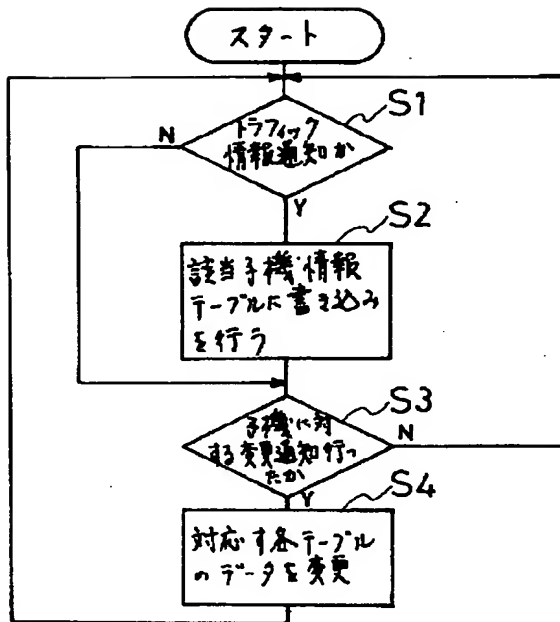 スタート
S1
トラフィック
情報通知か
N
Y
S2
該当子機情報
テーブルに書き込み
を行う
S3
子機に対
する変更通知行っ
たか
N
Y
S4
対応す各テーブル
のデータを変更